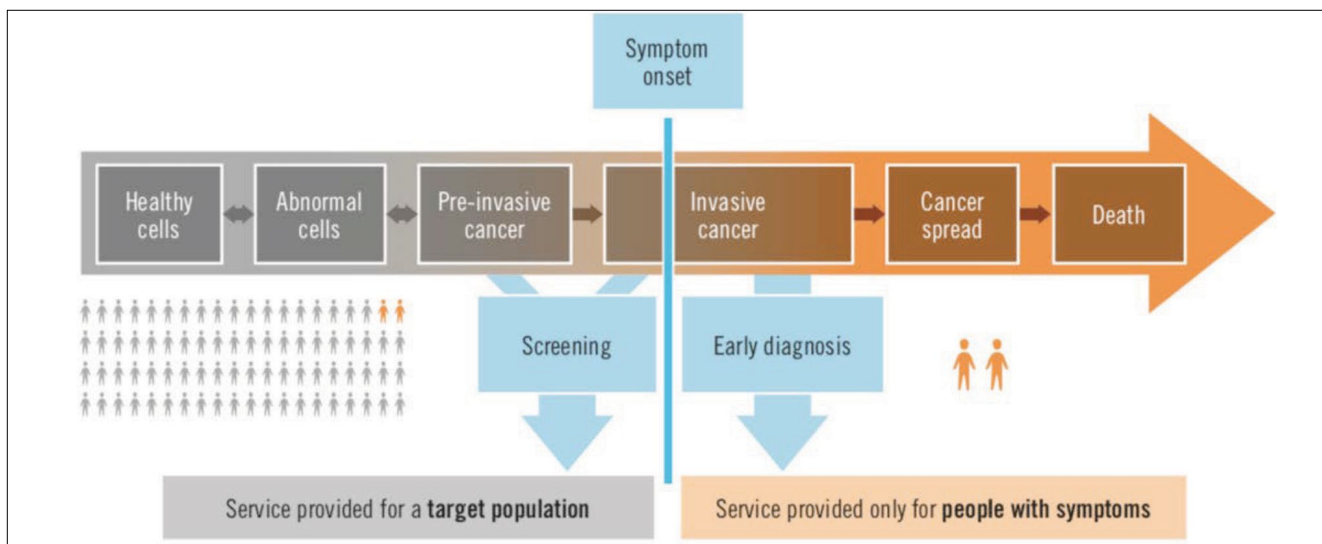 Symptom
onset
Healthy
cells
Abnormal
cells
Pre-invasive
cancer
Invasive
cancer
Cancer
spread
Death
Screening
Early diagnosis
Service provided for a target population
Service provided only for people with symptoms